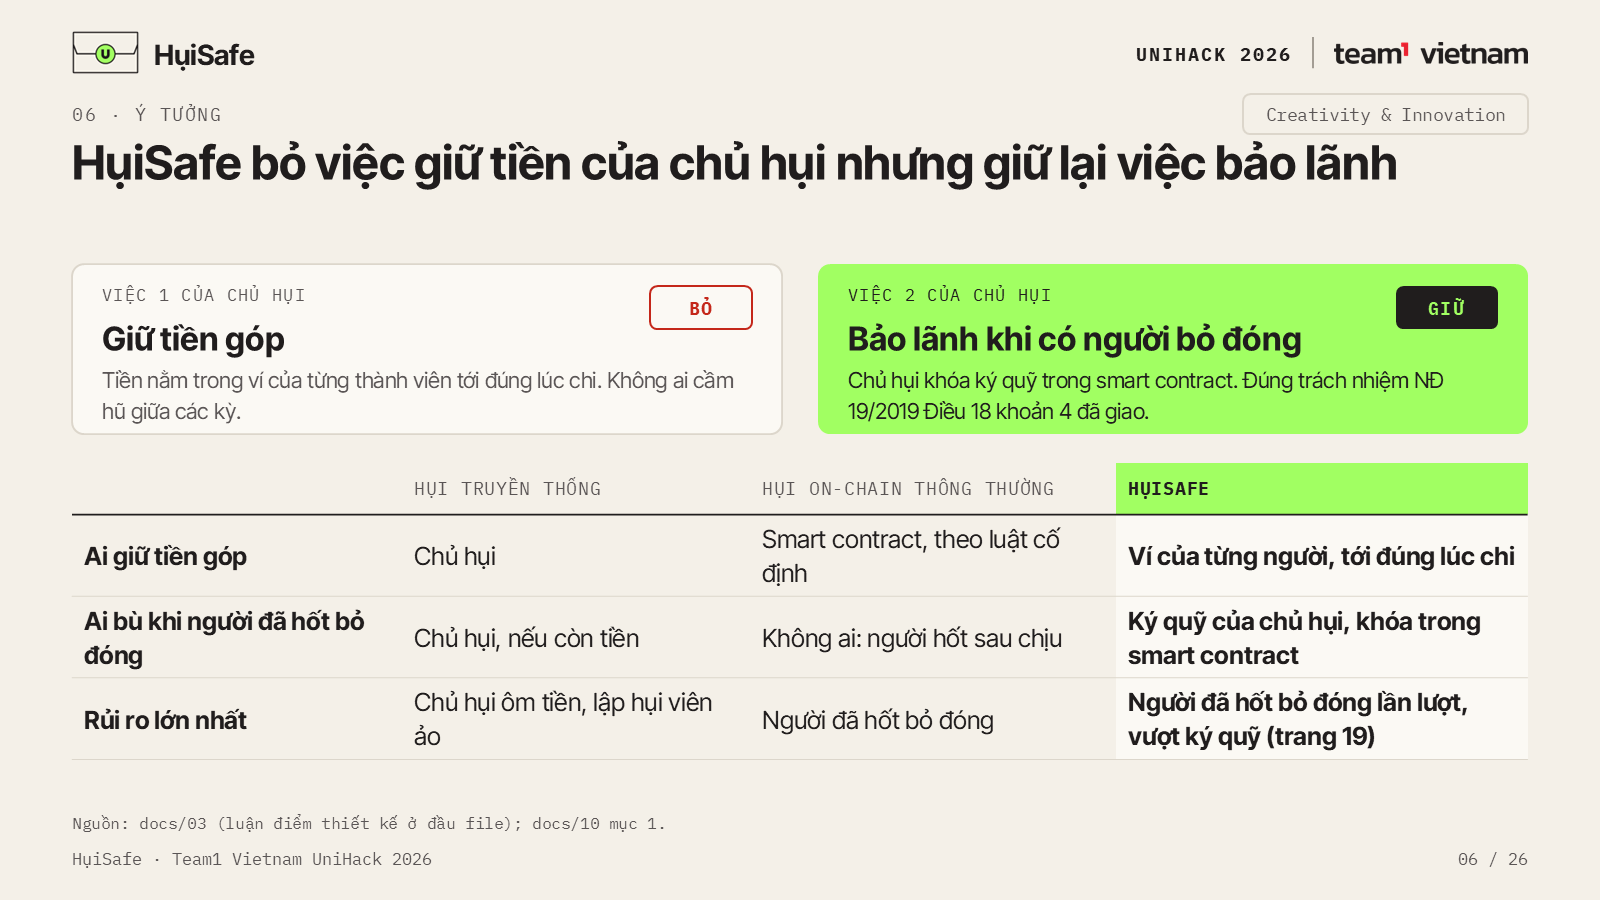 U HụiSafe
UNIHACK 2026
team1 vietnam
06 · Ý TƯỞNG
Creativity & Innovation
HụiSafe bỏ việc giữ tiền của chủ hụi nhưng giữ lại việc bảo lãnh
VIỆC 1 CỦA CHỦ HỤI
BỎ
Giữ tiền góp
Tiền nằm trong ví của từng thành viên tới đúng lúc chi. Không ai cầm
hũ giữa các kỳ.
VIỆC 2 CỦA CHỦ HỤI
GIỮ
Bảo lãnh khi có người bỏ đóng
Chủ hụi khóa ký quỹ trong smart contract. Đúng trách nhiệm NĐ
19/2019 Điều 18 khoản 4 đã giao.
HỤI TRUYỀN THỐNG
HỤI ON-CHAIN THÔNG THƯỜNG
HỤISAFE
Ai giữ tiền góp
Chủ hụi
Smart contract, theo luật cố
định
Ví của từng người, tới đúng lúc chi
Ai bù khi người đã hốt bỏ
đóng
Chủ hụi, nếu còn tiền
Không ai: người hốt sau chịu
Ký quỹ của chủ hụi, khóa trong
smart contract
Rủi ro lớn nhất
Chủ hụi ôm tiền, lập hụi viên
ảo
Người đã hốt bỏ đóng
Người đã hốt bỏ đóng lần lượt,
vượt ký quỹ (trang 19)
Nguồn: docs/03 (luận điểm thiết kế ở đầu file); docs/10 mục 1.
HụiSafe · Team1 Vietnam UniHack 2026
06 / 26